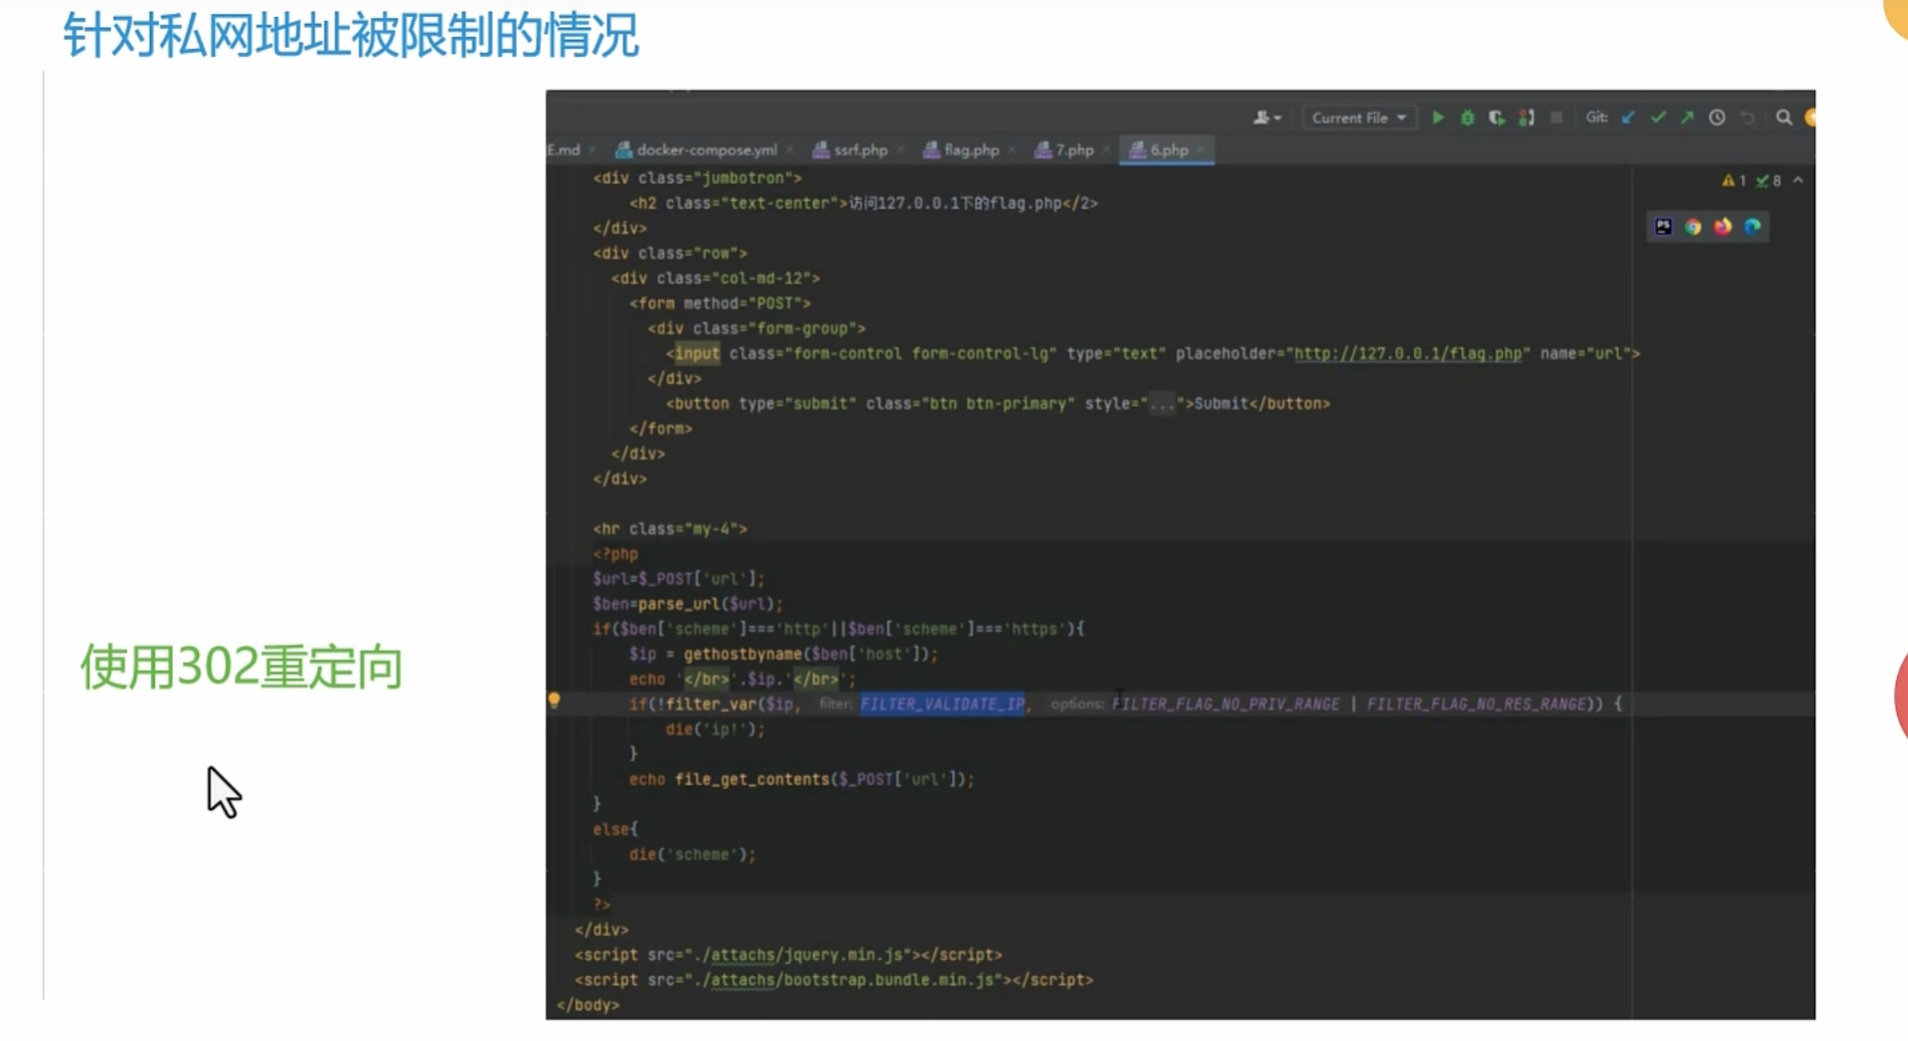 针对私网地址被限制的情况
Current File
Git:
E.md
docker-compose.yml
ssrf.php
flag.php
7.php
6.php
<div class="jumbotron">
1
8
<h2 class="text-center">访问127.0.0.1下的flag.php</2>
</div>
<div class="row">
<div class="col-md-12">
<form method="POST">
<div class="form-group">
<input class="form-control form-control-lg" type="text" placeholder="http://127.0.0.1/flag.php" name="url">
</div>
<button type="submit" class="btn btn-primary" style="...">Submit</button>
</form>
</div>
</div>
<hr class="my-4">
<?php
$url=$_POST['url'];
$ben=parse_url($url);
if($ben['scheme']==='http'||$ben['scheme']==='https'){
$ip = gethostbyname($ben['host']);
echo '</br>'.$ip.'</br>';
if(!filter_var($ip, filter: FILTER_VALIDATE_IP, options: FILTER_FLAG_NO_PRIV_RANGE | FILTER_FLAG_NO_RES_RANGE)) {
die('ip!');
}
echo file_get_contents($_POST['url']);
}
else{
die('scheme');
}
?>
</div>
<script src="./attachs/jquery.min.js"></script>
<script src="./attachs/bootstrap.bundle.min.js"></script>
</body>
使用302重定向